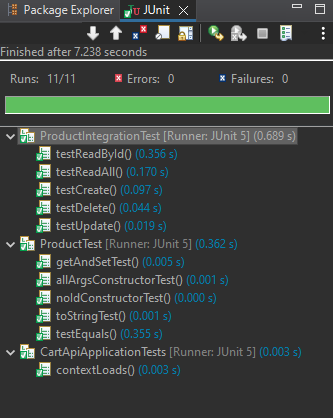 Package Explorer JUnit
Finished after 7.238 seconds
Runs: 11/11 Errors: 0 Failures: 0
ProductIntegrationTest [Runner: JUnit 5] (0.689 s)
testReadById() (0.356 s)
testReadAll() (0.170 s)
testCreate() (0.097 s)
testDelete() (0.044 s)
testUpdate() (0.019 s)
ProductTest [Runner: JUnit 5] (0.362 s)
getAndSetTest() (0.005 s)
allArgsConstructorTest() (0.001 s)
noIdConstructorTest() (0.000 s)
toStringTest() (0.001 s)
testEquals() (0.355 s)
CartApiApplicationTests [Runner: JUnit 5] (0.003 s)
contextLoads() (0.003 s)